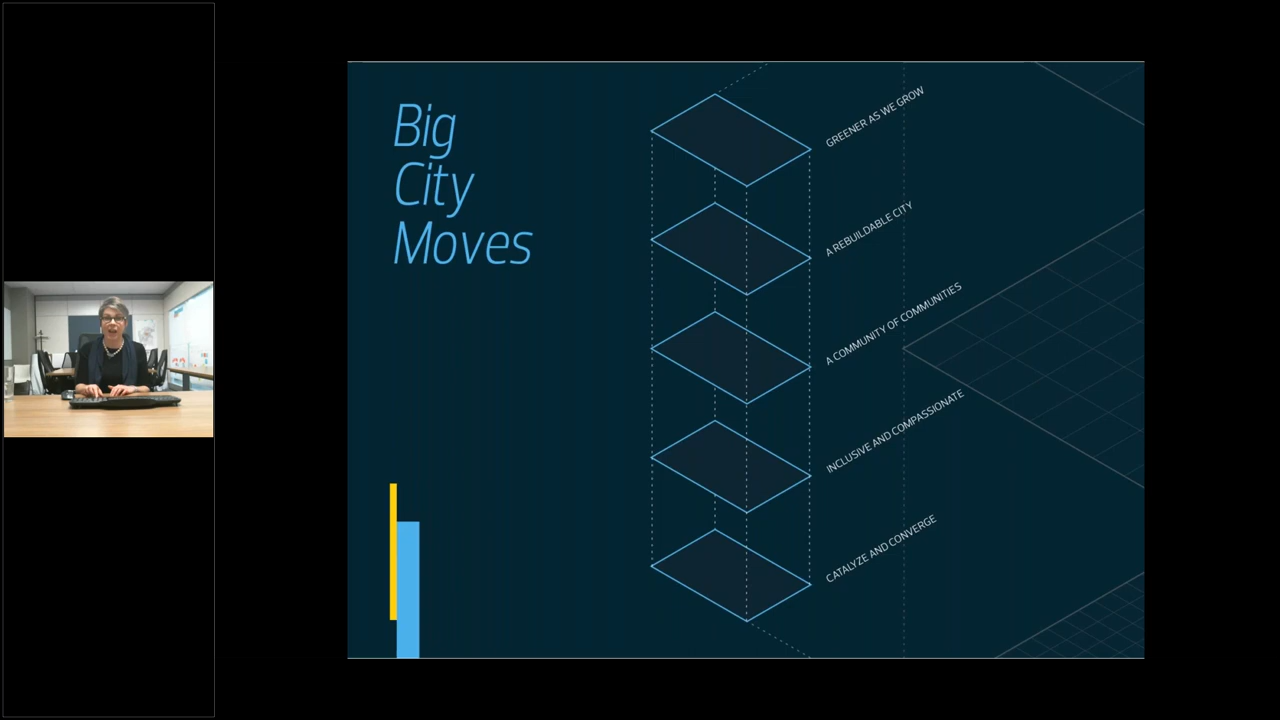 Big
City
Moves
GREENER AS WE GROW
A REBUILDABLE CITY
A COMMUNITY OF COMMUNITIES
INCLUSIVE AND COMPASSIONATE
CATALYZE AND CONVERGE